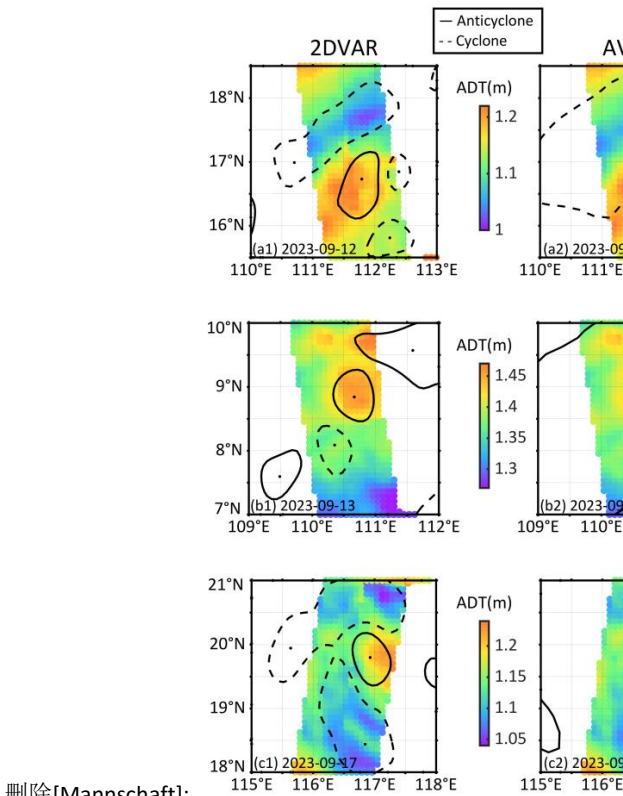 — Anticyclone
-- Cyclone
2DVAR AV
18°N
17°N
16°N
ADT(m)
1.2
1.1
1
(a1) 2023-09-12 (a2) 2023-09
110°E 111°E 112°E 113°E 110°E 111°E
10°N
9°N
8°N
7°N
ADT(m)
1.45
1.4
1.35
1.3
(b1) 2023-09-13 (b2) 2023-09
109°E 110°E 111°E 112°E 109°E 110°E
21°N
20°N
19°N
18°N
ADT(m)
1.2
1.15
1.1
1.05
(c1) 2023-09-17 (c2) 2023-09
115°E 116°E 117°E 118°E 115°E 116°E
删除[Mannschaft]: